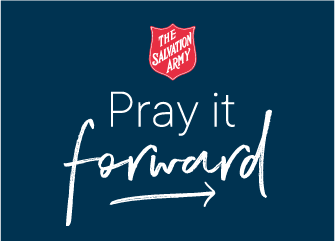 THE
SALVATION
ARMY
Pray it
forward